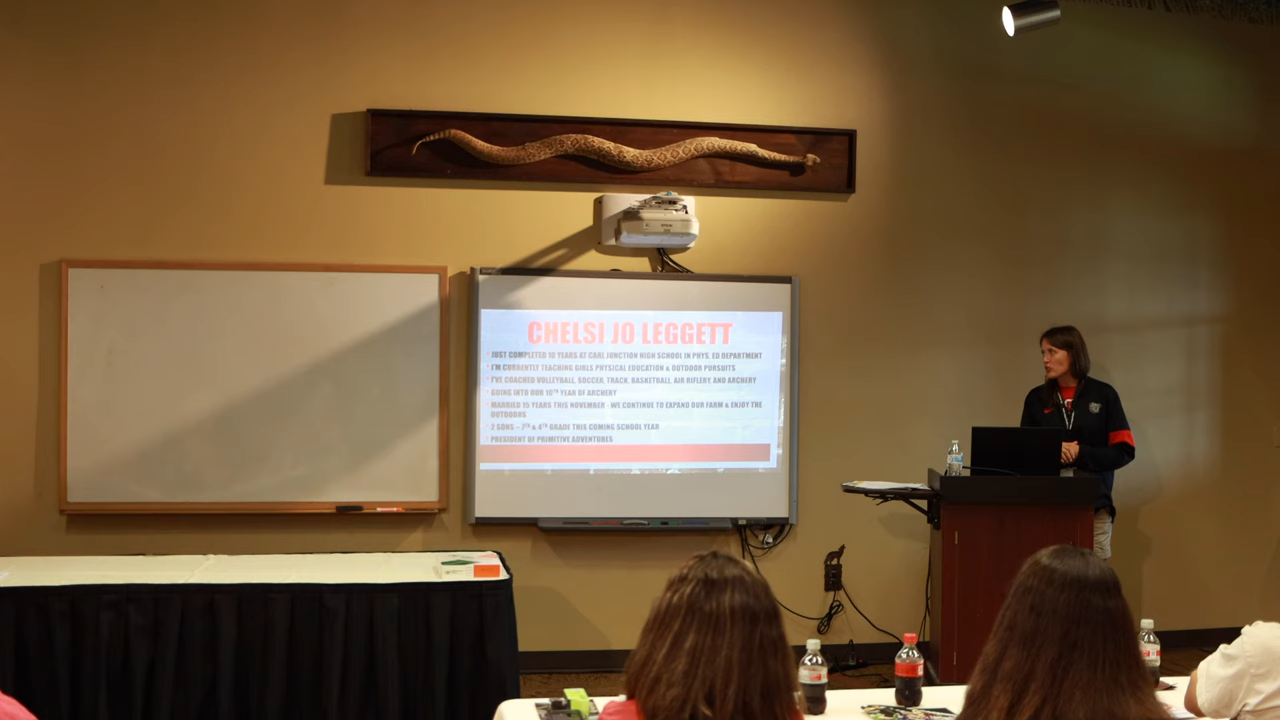 CHELSI JO LEGGETT
JUST COMPLETED 10 YEARS AT CARL JUNCTION HIGH SCHOOL IN PHYS. ED DEPARTMENT
I'M CURRENTLY TEACHING GIRLS PHYSICAL EDUCATION & OUTDOOR PURSUITS
I'VE COACHED VOLLEYBALL, SOCCER, TRACK, BASKETBALL, AIR RIFLERY, AND ARCHERY
GOING INTO OUR 10TH YEAR OF ARCHERY
MARRIED 15 YEARS THIS NOVEMBER - WE CONTINUE TO EXPAND OUR FARM & ENJOY THE
OUTDOORS
2 SONS – 7TH & 4TH GRADE THIS COMING SCHOOL YEAR
PRESIDENT OF PRIMITIVE ADVENTURES